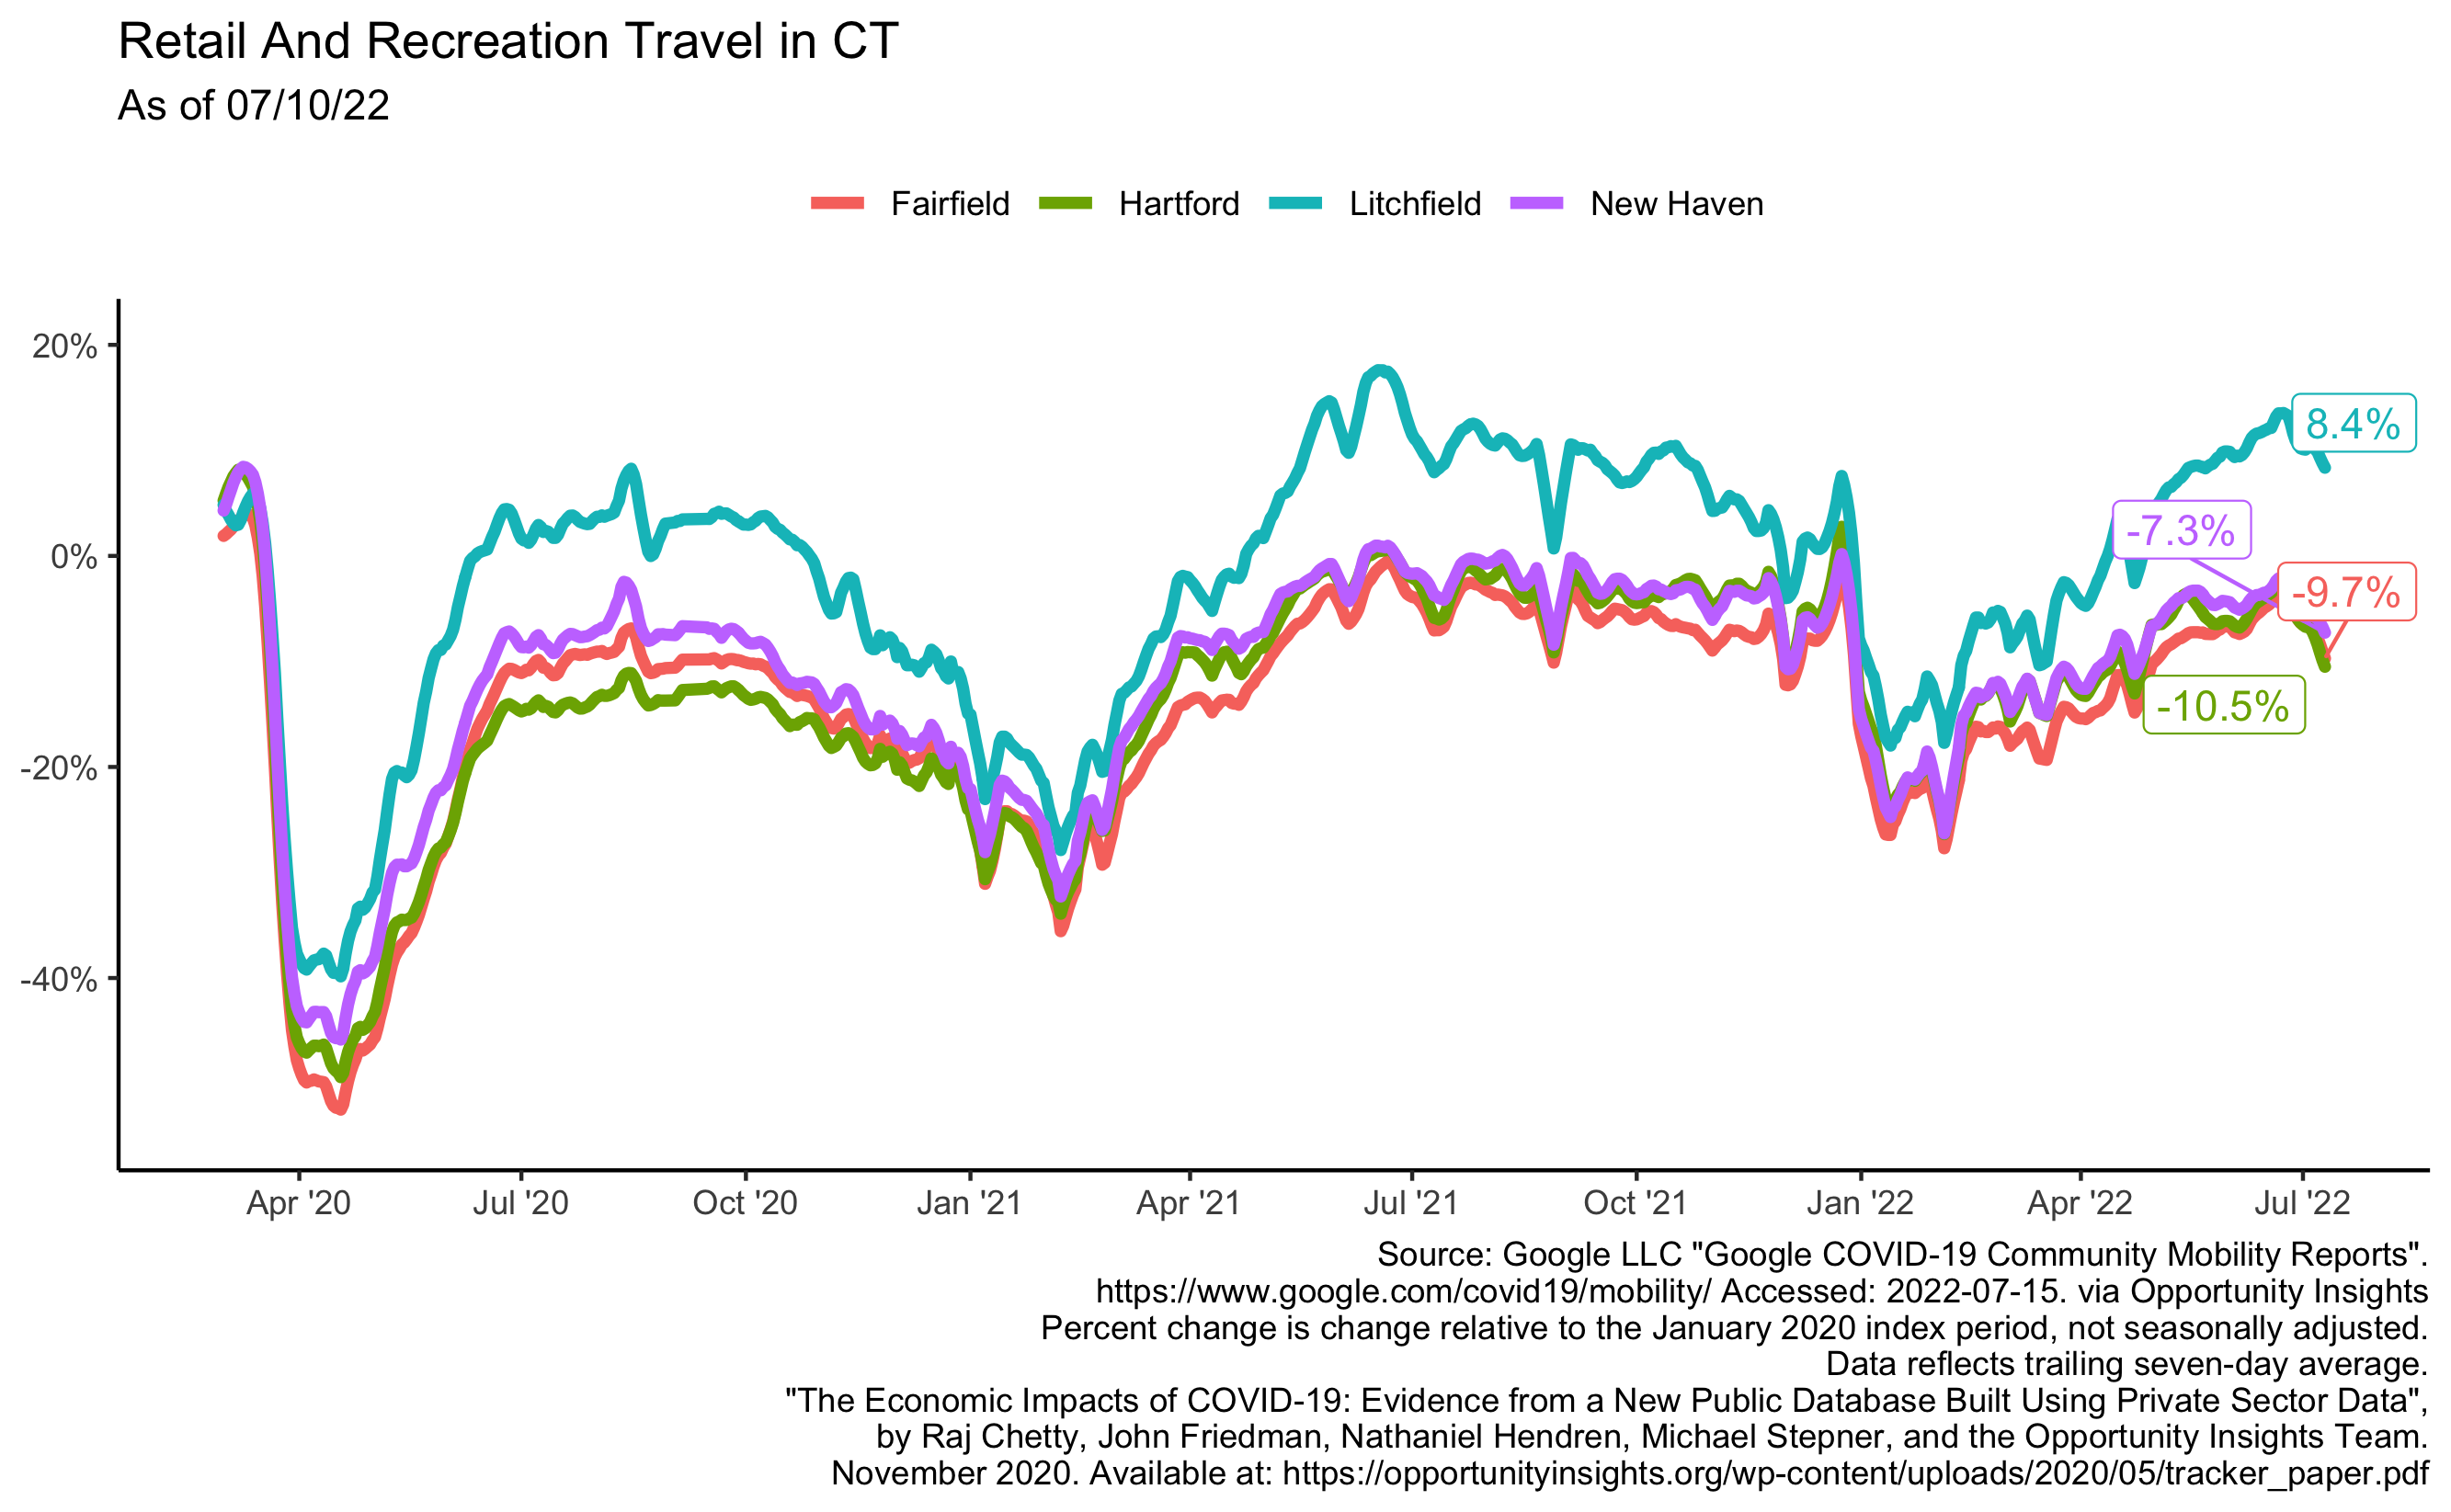 Retail And Recreation Travel in CT
As of 07/10/22
Fairfield Hartford Litchfield New Haven
20%
0%
-20%
-40%
8.4%
-7.3%
-9.7%
-10.5%
Apr '20 Jul '20 Oct '20 Jan '21 Apr '21 Jul '21 Oct '21 Jan '22 Apr '22 Jul '22
Source: Google LLC "Google COVID-19 Community Mobility Reports".
https://www.google.com/covid19/mobility/ Accessed: 2022-07-15. via Opportunity Insights
Percent change is change relative to the January 2020 index period, not seasonally adjusted.
Data reflects trailing seven-day average.
"The Economic Impacts of COVID-19: Evidence from a New Public Database Built Using Private Sector Data",
by Raj Chetty, John Friedman, Nathaniel Hendren, Michael Stepner, and the Opportunity Insights Team.
November 2020. Available at: https://opportunityinsights.org/wp-content/uploads/2020/05/tracker_paper.pdf